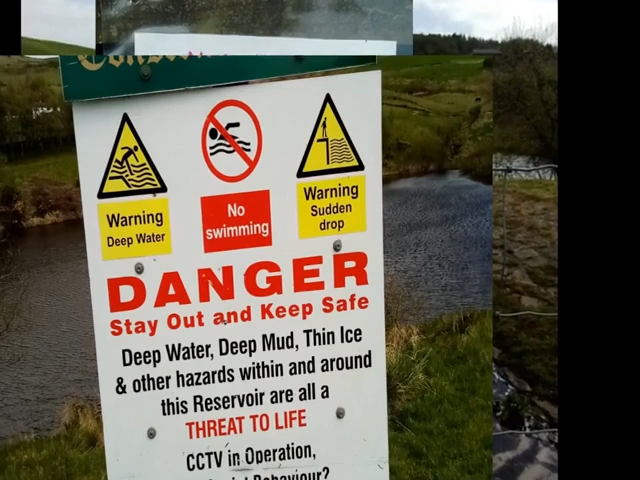 Warning
Deep Water
No
swimming
Warning
Sudden
drop
DANGER
Stay Out and Keep Safe
Deep Water, Deep Mud, Thin Ice
& other hazards within and around
this Reservoir are all a
THREAT TO LIFE
CCTV in Operation,
Behaviour?